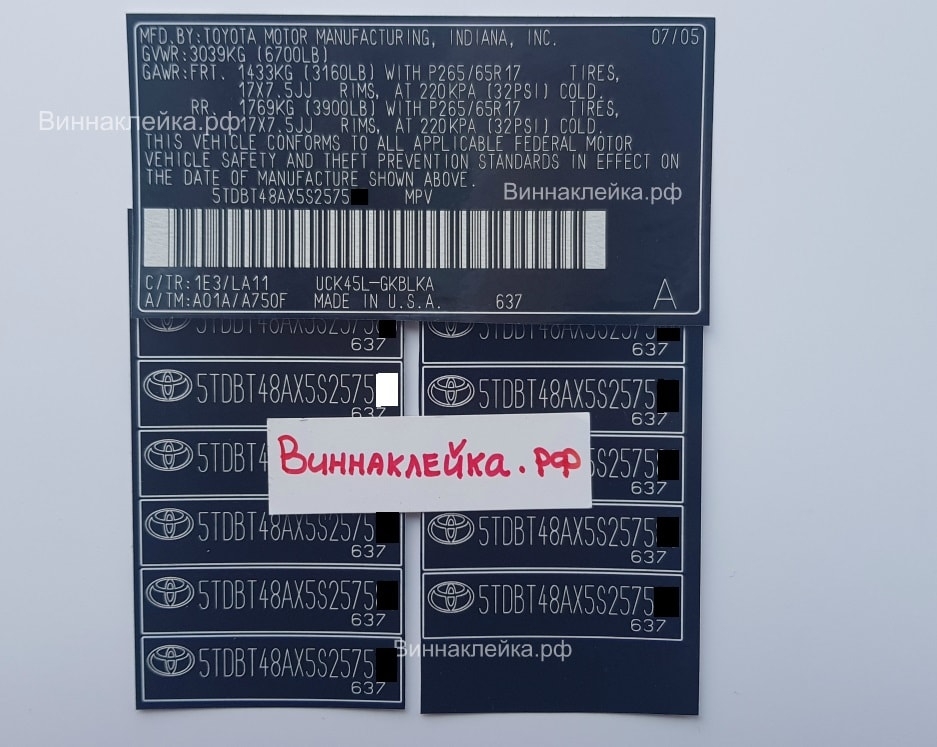 MFD.BY:TOYOTA MOTOR MANUFACTURING, INDIANA, INC. 07/05
GVWR:3039KG (6700LB)
GAWR:FRT. 1433KG (3160LB) WITH P265/65R17 TIRES,
17X7.5JJ RIMS, AT 220KPA (32PSI) COLD.
RR. 1769KG (3900LB) WITH P265/65R17 TIRES,
Виннаклейка.рф
17X7.5JJ RIMS, AT 220KPA (32PSI) COLD.
THIS VEHICLE CONFORMS TO ALL APPLICABLE FEDERAL MOTOR
VEHICLE SAFETY AND THEFT PREVENTION STANDARDS IN EFFECT ON
THE DATE OF MANUFACTURE SHOWN ABOVE.
Виннаклейка.рф
5TDBT48AX5S2575 MPV
C/TR:1E3/LA11 UCK45L-GKBLKA
A/TM:A01A/A750F MADE IN U.S.A. 637 A
5TDBT48AX5S2575
637
5TDBT48AX5S2575
637
5TDBT48AX5S2575
637
5TDBT48AX5S2575
637
Виннаклейка.рф
5TDBT4
5S2575
637
5TDBT48AX5S2575
637
5TDBT48AX5S2575
637
5TDBT48AX5S2575
637
5TDBT48AX5S2575
637
5TDBT48AX5S2575
637
Виннаклейка.рф